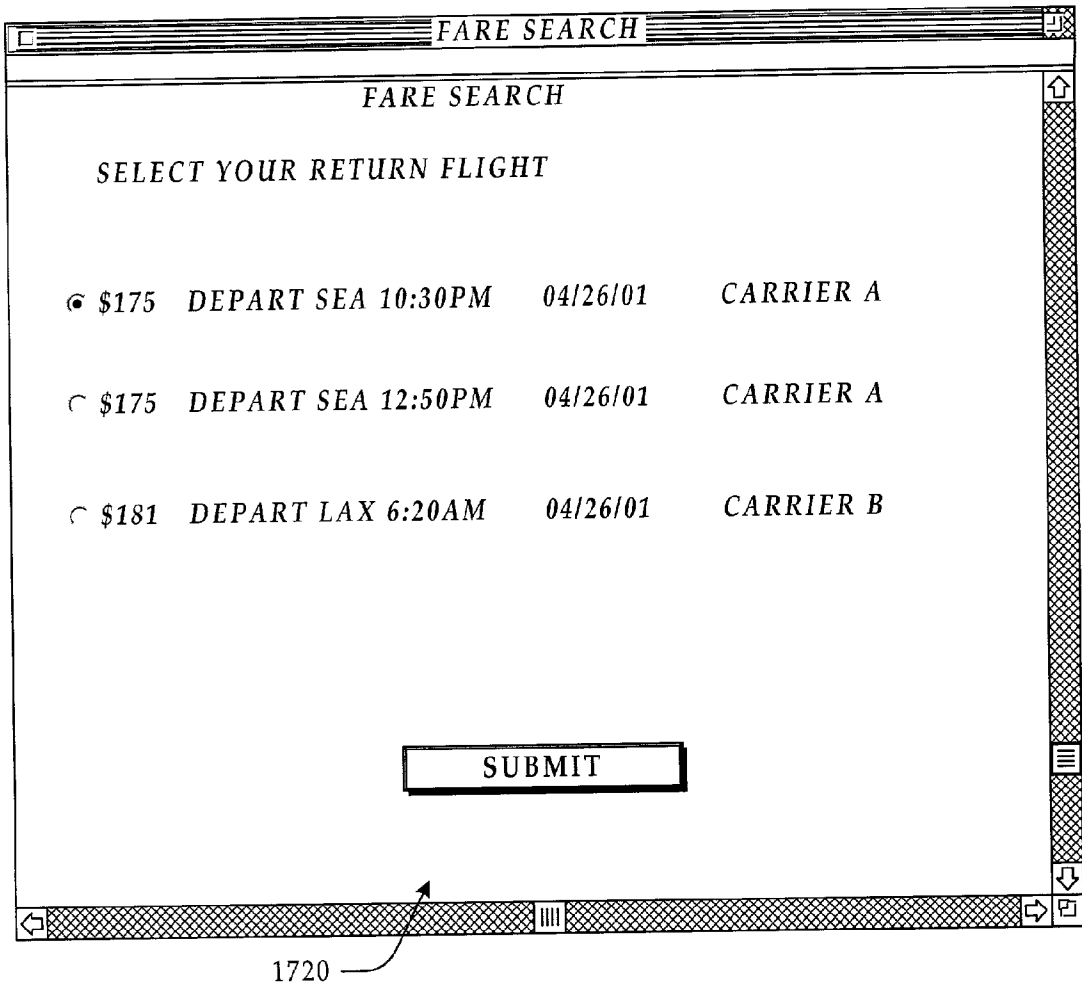 FARE SEARCH
FARE SEARCH
SELECT YOUR RETURN FLIGHT
$175 DEPART SEA 10:30PM 04/26/01 CARRIER A
$175 DEPART SEA 12:50PM 04/26/01 CARRIER A
$181 DEPART LAX 6:20AM 04/26/01 CARRIER B
SUBMIT
1720